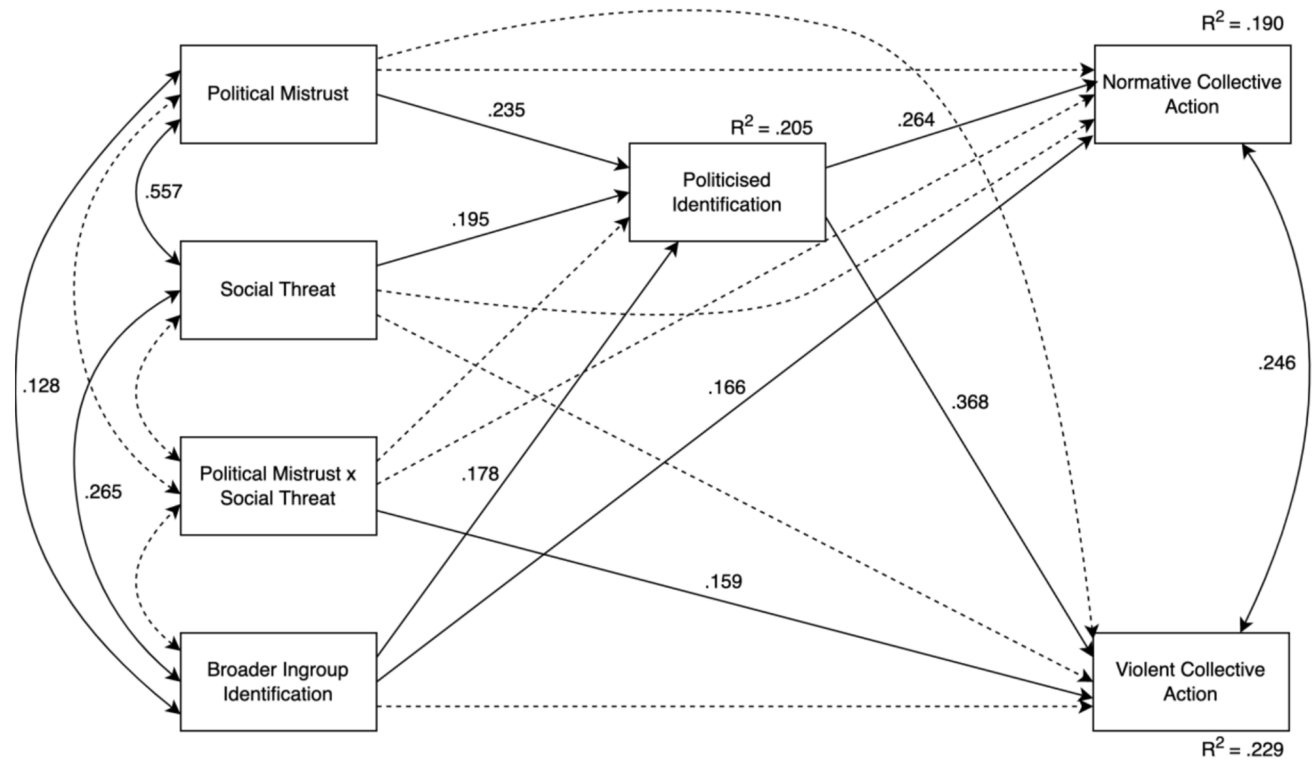 R² = .190
Political Mistrust
Normative Collective
Action
.235
.264
R² = .205
Politicised
Identification
.557
.195
Social Threat
.128
.166
.368
.246
Political Mistrust x
Social Threat
.178
.265
.159
Broader Ingroup
Identification
Violent Collective
Action
R² = .229